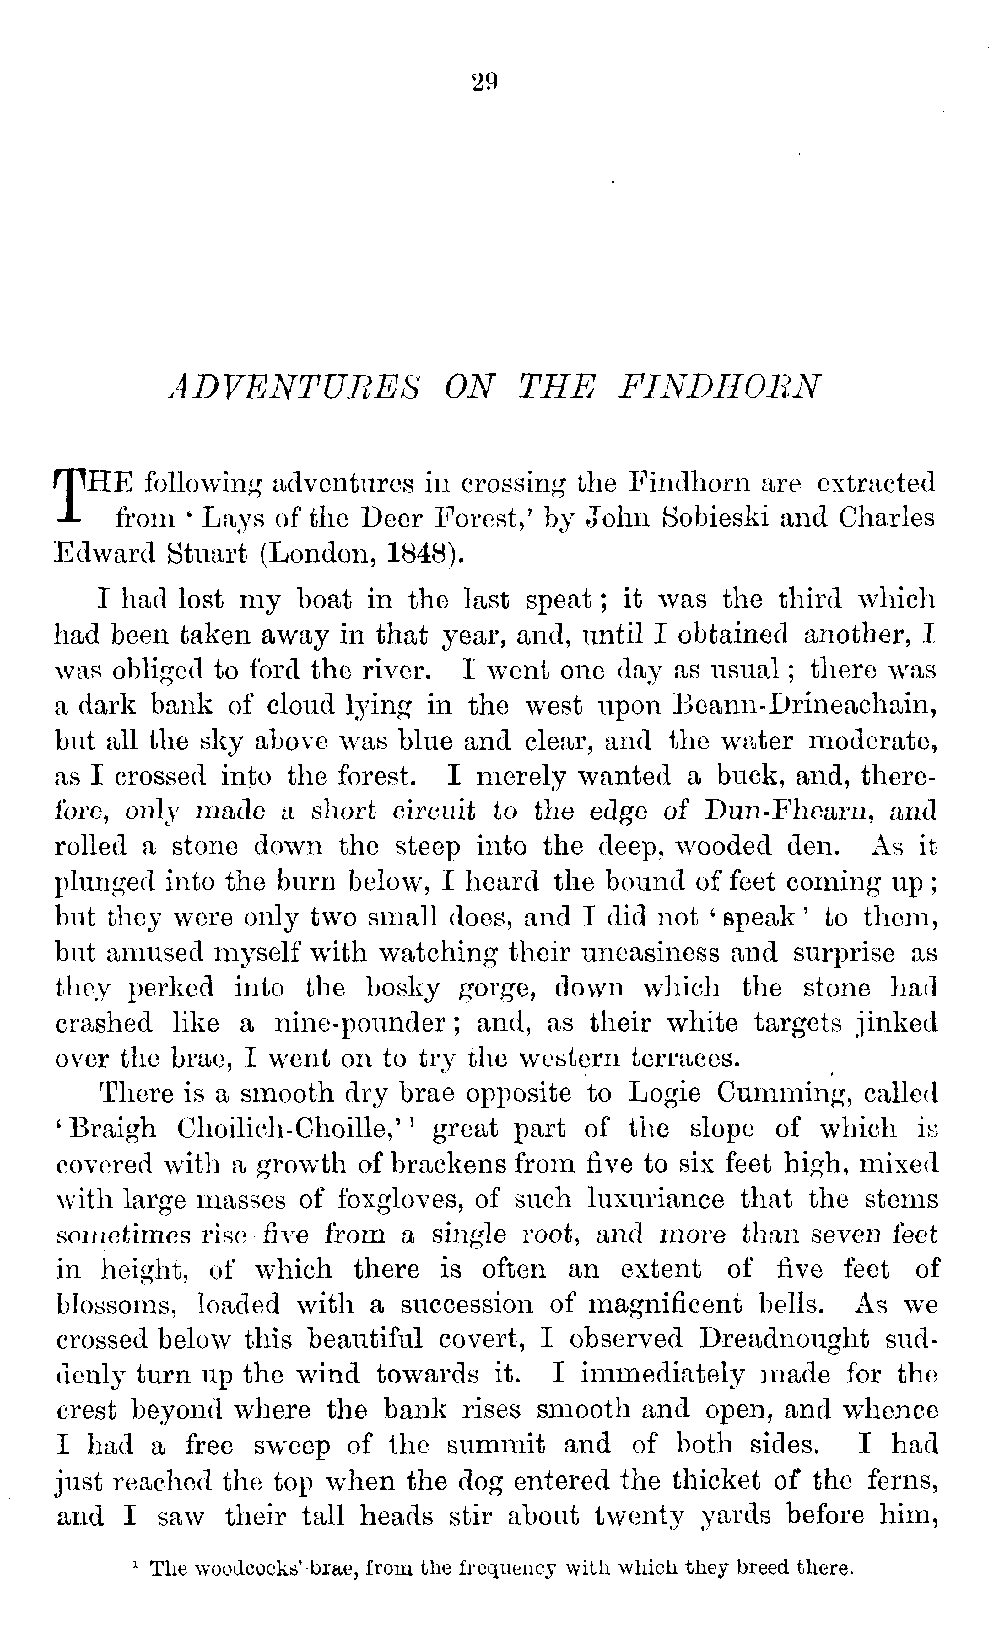 29
ADVENTURES ON THE FINDHORN
THE following adventures in crossing the Findhorn are extracted
from ‘ Lays of the Deer Forest,’ by John Sobieski and Charles
Edward Stuart (London, 1848).
I had lost my boat in the last speat ; it was the third which
had been taken away in that year, and, until I obtained another, I
was obliged to ford the river. I went one day as usual ; there was
a dark bank of cloud lying in the west upon Beann-Drineachain,
but all the sky above was blue and clear, and the water moderate,
as I crossed into the forest. I merely wanted a buck, and, there-
fore, only made a short circuit to the edge of Dun-Fhearn, and
rolled a stone down the steep into the deep, wooded den. As it
plunged into the burn below, I heard the bound of feet coming up ;
but they were only two small does, and I did not ‘ speak ’ to them,
but amused myself with watching their uneasiness and surprise as
they perked into the bosky gorge, down which the stone had
crashed like a nine-pounder ; and, as their white targets jinked
over the brae, I went on to try the western terraces.
There is a smooth dry brae opposite to Logie Cumming, called
‘ Braigh Choilich-Choille,’ ¹ great part of the slope of which is
covered with a growth of brackens from five to six feet high, mixed
with large masses of foxgloves, of such luxuriance that the stems
sometimes rise five from a single root, and more than seven feet
in height, of which there is often an extent of five feet of
blossoms, loaded with a succession of magnificent bells. As we
crossed below this beautiful covert, I observed Dreadnought sud-
denly turn up the wind towards it. I immediately made for the
crest beyond where the bank rises smooth and open, and whence
I had a free sweep of the summit and of both sides. I had
just reached the top when the dog entered the thicket of the ferns,
and I saw their tall heads stir about twenty yards before him,
¹ The woodcocks’-brae, from the frequency with which they breed there.